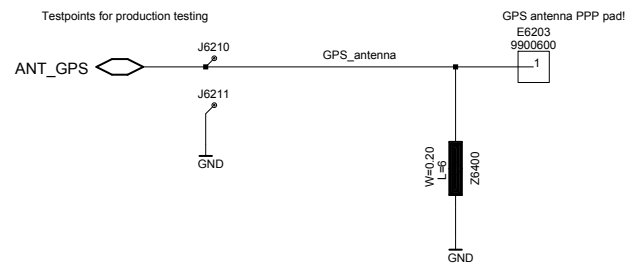 Testpoints for production testing
GPS antenna PPP pad!
E6203
9900600
J6210
GPS_antenna
1
ANT_GPS
J6211
GND
W=0.20
L=6
Z6400
GND